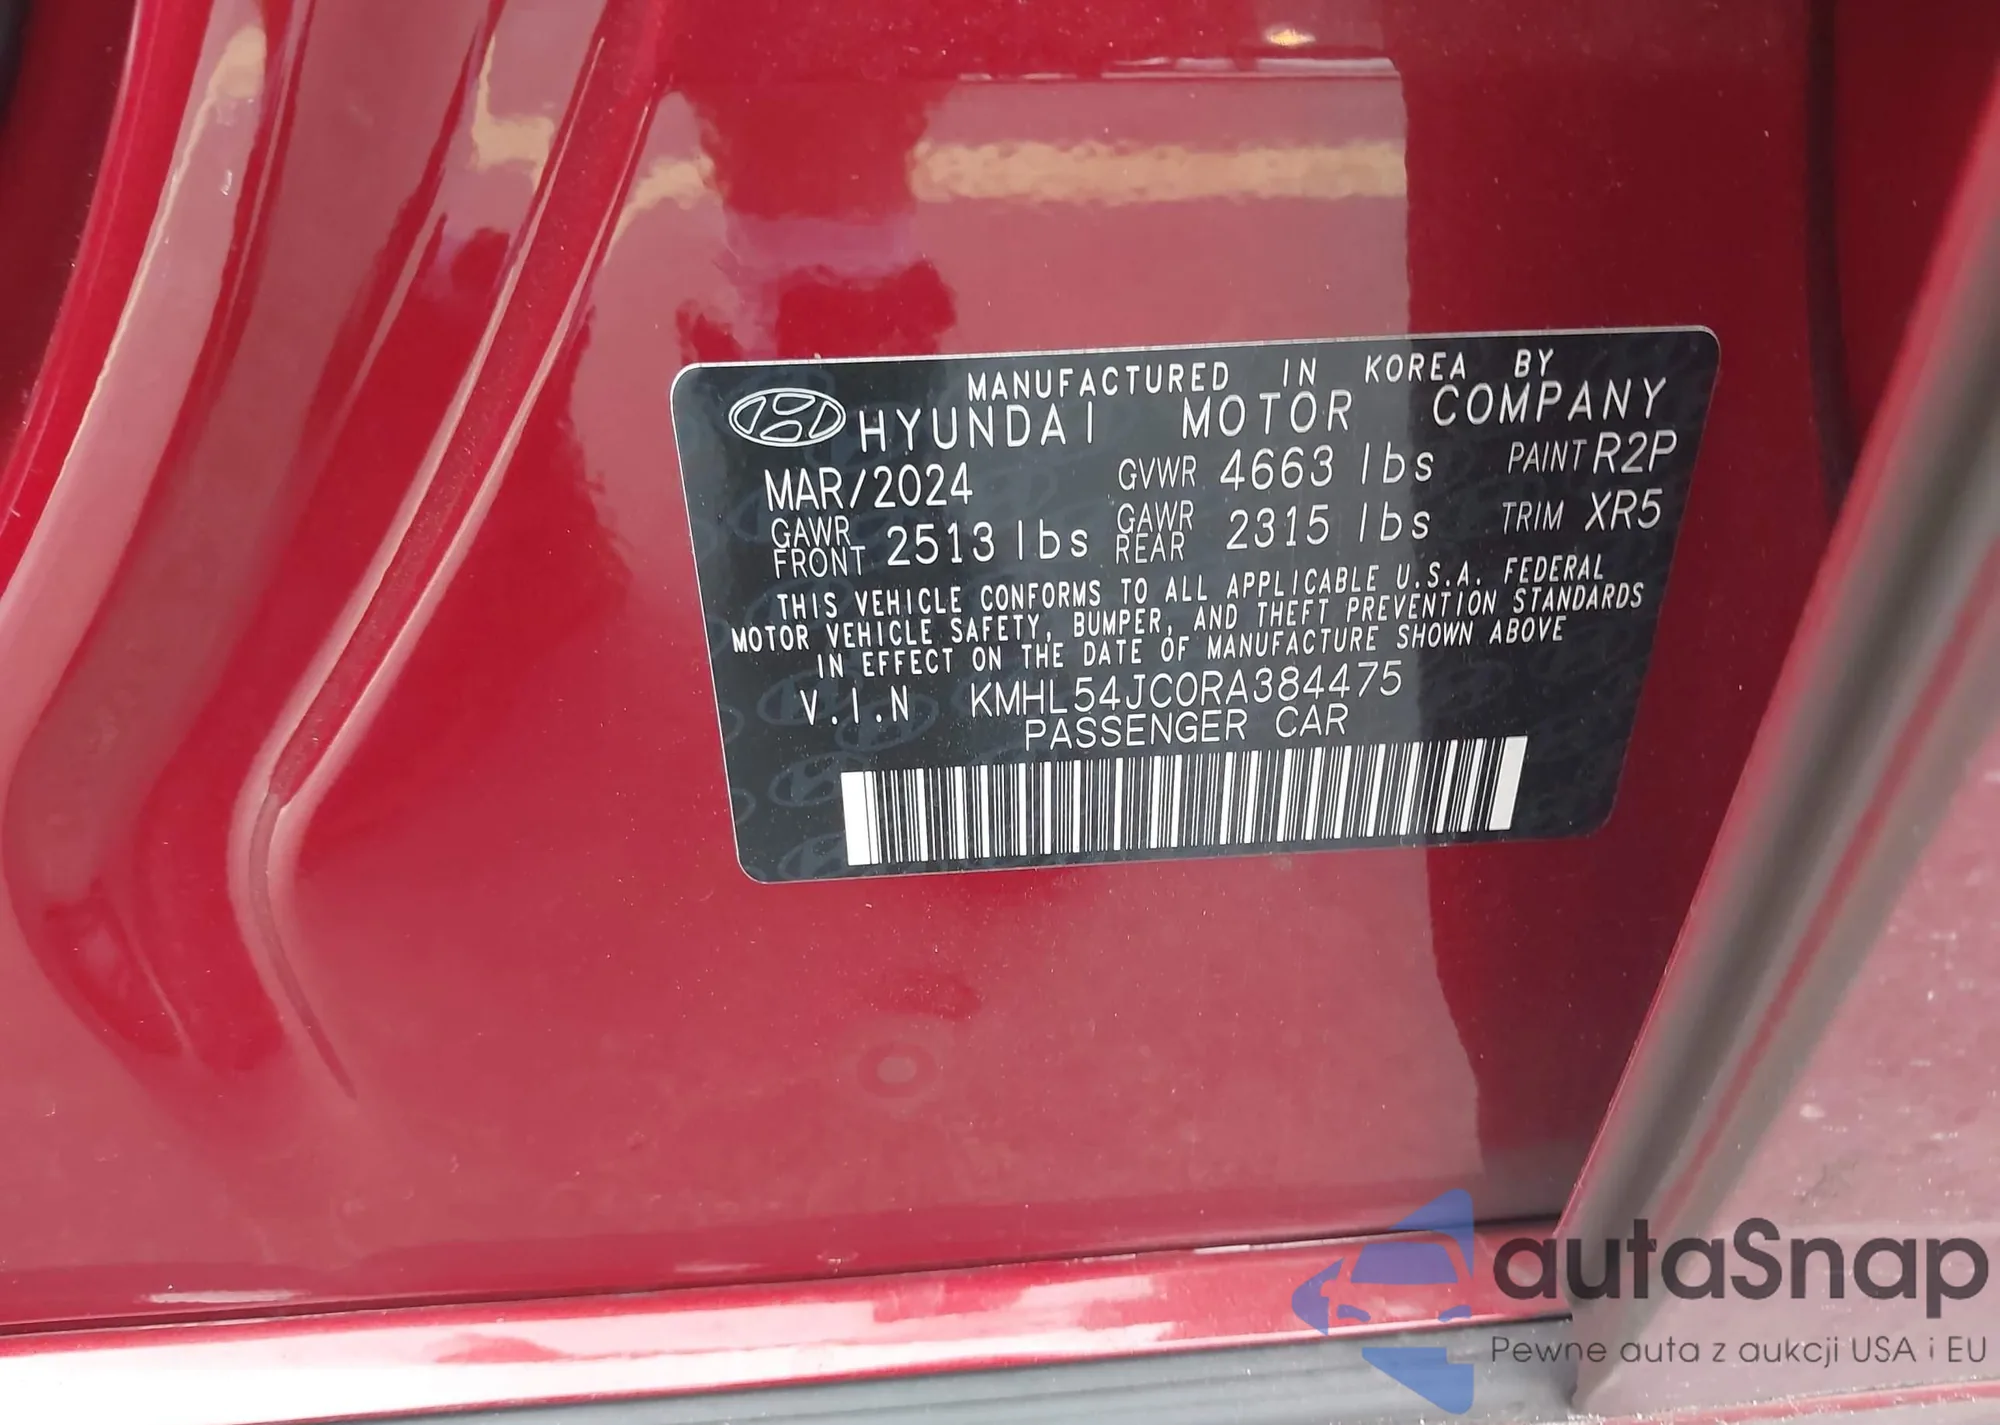 MANUFACTURED IN KOREA BY
HYUNDAI MOTOR COMPANY
MAR/2024 GVWR 4663 lbs PAINT R2P
GAWR FRONT 2513 lbs GAWR REAR 2315 lbs TRIM XR5
THIS VEHICLE CONFORMS TO ALL APPLICABLE U.S.A. FEDERAL
MOTOR VEHICLE SAFETY, BUMPER, AND THEFT PREVENTION STANDARDS
IN EFFECT ON THE DATE OF MANUFACTURE SHOWN ABOVE
V.I.N KMHL54JC0RA384475
PASSENGER CAR
autaSnap
Pewne auta z aukcji USA i EU